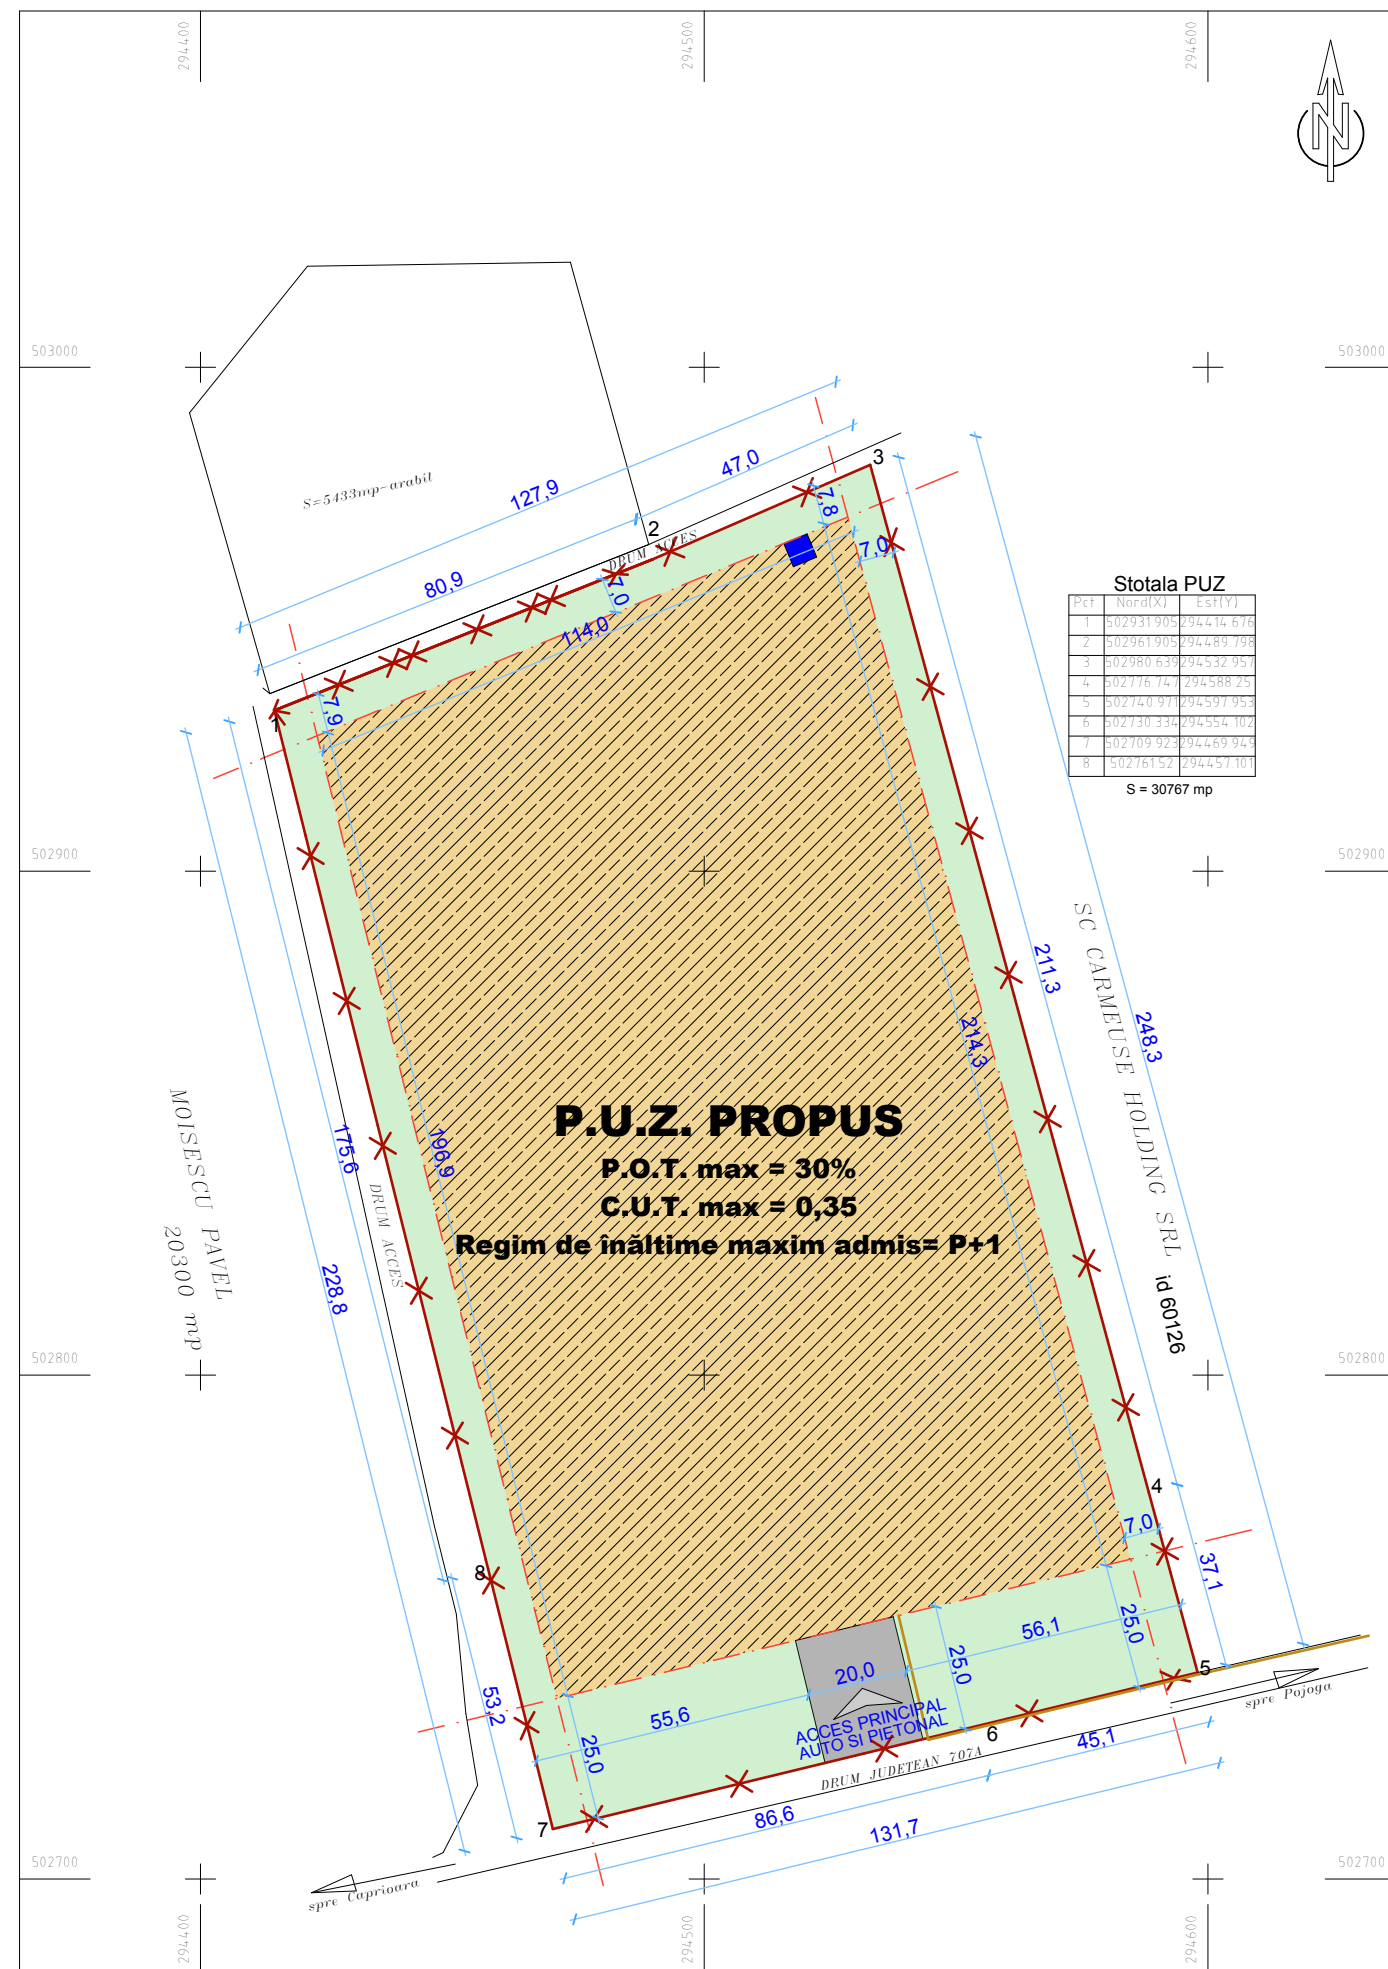 294400
294500
294600
N
503000
503000
S=5433mp-arabil
127,9
47,0
80,9
3
2
DRUM ACCES
7,8
7,0
7,0
114,0
7,9
1
Stotala PUZ
Pct Nord(X) Est(Y)
1 502931.905 294414.676
2 502961.905 294489.798
3 502980.639 294532.957
4 502776.747 294588.25
5 502740.971 294597.953
6 502730.334 294554.102
7 502709.923 294469.949
8 502761.52 294457.101
S = 30767 mp
502900
502900
SC CARMEUSE HOLDING SRL id 60126
211,3
248,3
214,3
P.U.Z. PROPUS
P.O.T. max = 30%
C.U.T. max = 0,35
Regim de înăltime maxim admis= P+1
196,9
175,6
DRUM ACCES
228,8
MOISESCU PAVEL
20300 mp
502800
502800
4
7,0
37,1
8
53,2
25,0
56,1
25,0
20,0
55,6
25,0
ACCES PRINCIPAL
AUTO SI PIETONAL
5
spre Pojoga
6
45,1
DRUM JUDETEAN 707A
86,6
131,7
7
spre Caprioara
502700
502700
294400
294500
294600